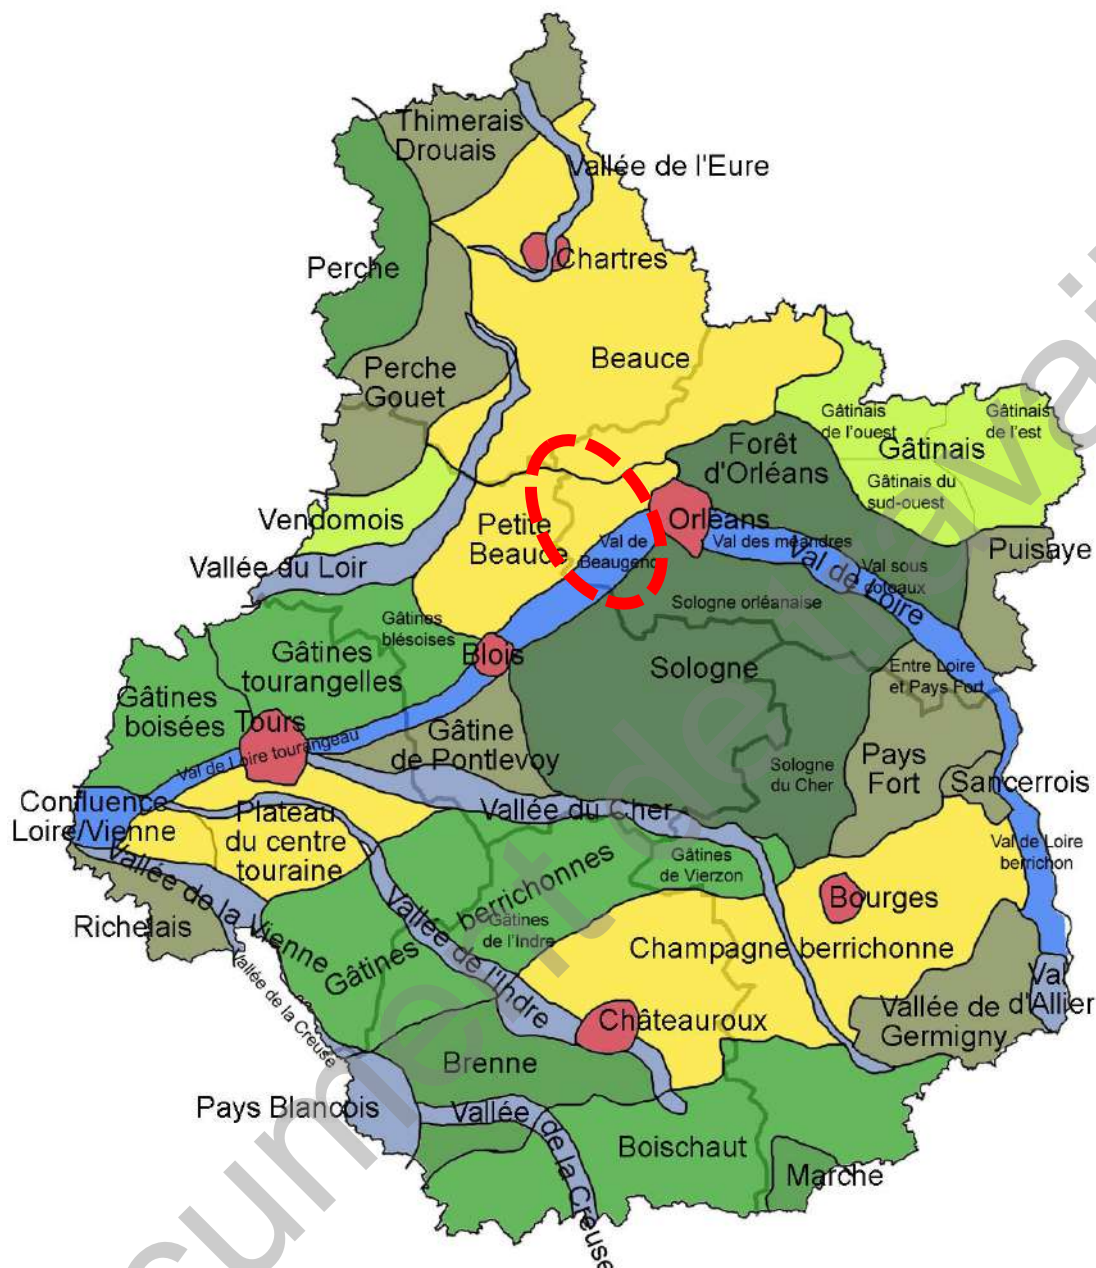 Thimerais
Drouais
Vallée de l'Eure
Chartres
Perche
Beauce
Perche
Gouet
Gâtinais
de l'ouest
Gâtinais
de l'est
Forêt
d'Orléans
Gâtinais
Gâtinais du
sud-ouest
Vendomois
Petite
Beauce
Orléans
Val de
Beaugency
Val des méandres
Val de Loire
Val sous
coteaux
Puisaye
Vallée du Loir
Sologne orléanaise
Gâtines
blésoises
Gâtines
tourangelles
Blois
Sologne
Entre Loire
et Pays Fort
Gâtines
boisées
Tours
Val de Loire tourangeau
Gâtine
de Pontlevoy
Sologne
du Cher
Pays
Fort
Sancerrois
Confluence
Loire/Vienne
Plateau
du centre
touraine
Vallée du Cher
Val de Loire
berrichon
Gâtines
de Vierzon
Vallée de la Vienne
Richelais
Gâtines berrichonnes
Gâtines
de l'Indre
Vallée de l'Indre
Bourges
Champagne berrichonne
Vallée de la Creuse
Châteauroux
Vallée de
Germigny
Val
d'Allier
Brenne
Pays Blancois
Vallée de la Creuse
Boischaut
Marche
document de travail